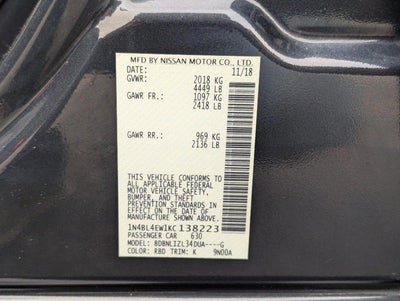 MFD BY NISSAN MOTOR CO., LTD.
DATE: 11/18
GVWR: 2018 KG
4449 LB
GAWR FR: 1097 KG
2418 LB
GAWR RR: 969 KG
2136 LB
THIS VEHICLE CONFORMS TO
ALL APPLICABLE FEDERAL
MOTOR VEHICLE SAFETY,
BUMPER, AND THEFT
PREVENTION STANDARDS IN
EFFECT ON THE DATE OF
MANUFACTURE SHOWN ABOVE.
1N4BL4EW1KC138223
PASSENGER CAR 630
MODEL: BDBNLIZL34DUA----G
COLOR: RBD TRIM: K 9N00A